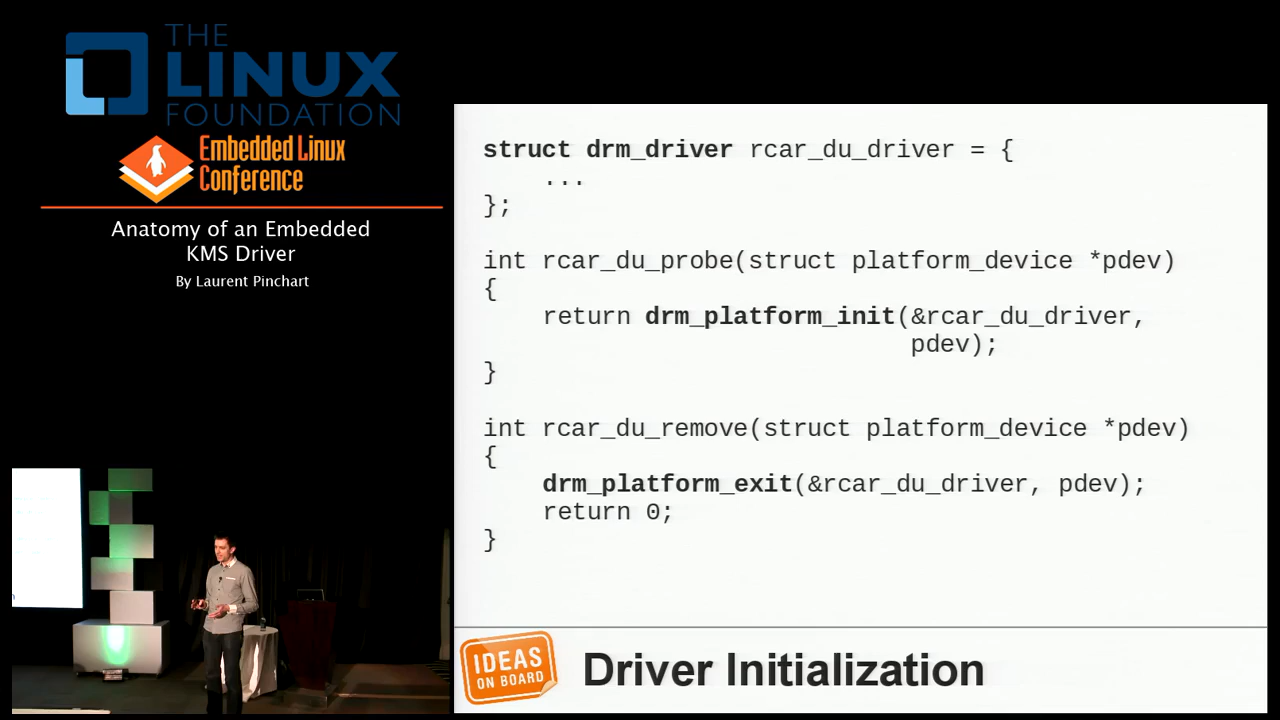 THE
LINUX
FOUNDATION
Embedded Linux
Conference
Anatomy of an Embedded
KMS Driver
By Laurent Pinchart
struct drm_driver rcar_du_driver = {
...
};
int rcar_du_probe(struct platform_device *pdev)
{
return drm_platform_init(&rcar_du_driver,
pdev);
}
int rcar_du_remove(struct platform_device *pdev)
{
drm_platform_exit(&rcar_du_driver, pdev);
return 0;
}
IDEAS
ON BOARD
Driver Initialization